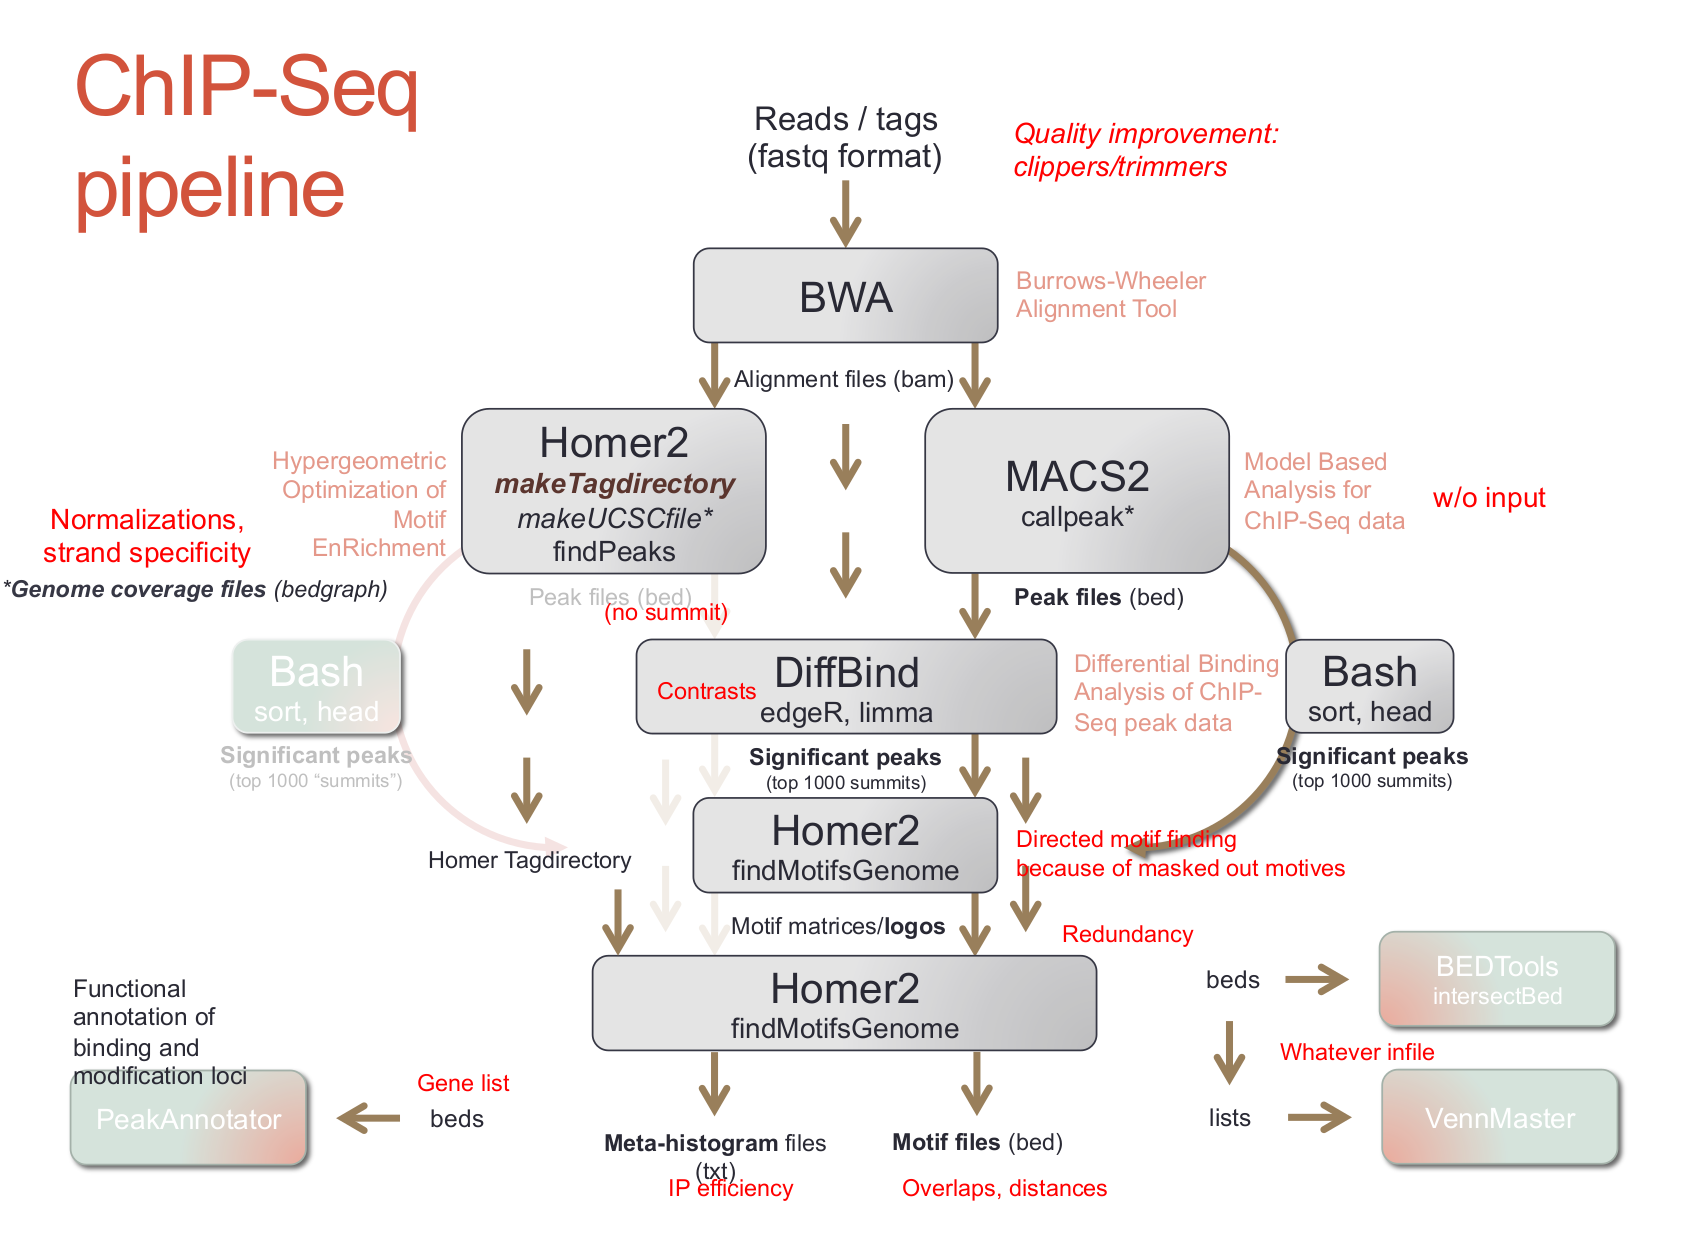 ChIP-Seq
pipeline
Reads / tags
(fastq format)
Quality improvement:
clippers/trimmers
BWA
Burrows-Wheeler
Alignment Tool
Alignment files (bam)
Homer2
makeTagdirectory
makeUCSCfile*
findPeaks
Hypergeometric
Optimization of
Motif
EnRichment
Normalizations,
strand specificity
*Genome coverage files (bedgraph)
MACS2
callpeak*
Model Based
Analysis for
ChIP-Seq data
w/o input
Peak files (bed)
(no summit)
Peak files (bed)
Bash
sort, head
Significant peaks
(top 1000 “summits”)
Contrasts
DiffBind
edgeR, limma
Differential Binding
Analysis of ChIP-
Seq peak data
Bash
sort, head
Significant peaks
(top 1000 summits)
Significant peaks
(top 1000 summits)
Homer2
findMotifsGenome
Directed motif finding
because of masked out motives
Homer Tagdirectory
Motif matrices/logos
Redundancy
Homer2
findMotifsGenome
beds
BEDTools
intersectBed
Whatever infile
lists
VennMaster
Functional
annotation of
binding and
modification loci
PeakAnnotator
Gene list
beds
Meta-histogram files
(txt)
IP efficiency
Motif files (bed)
Overlaps, distances